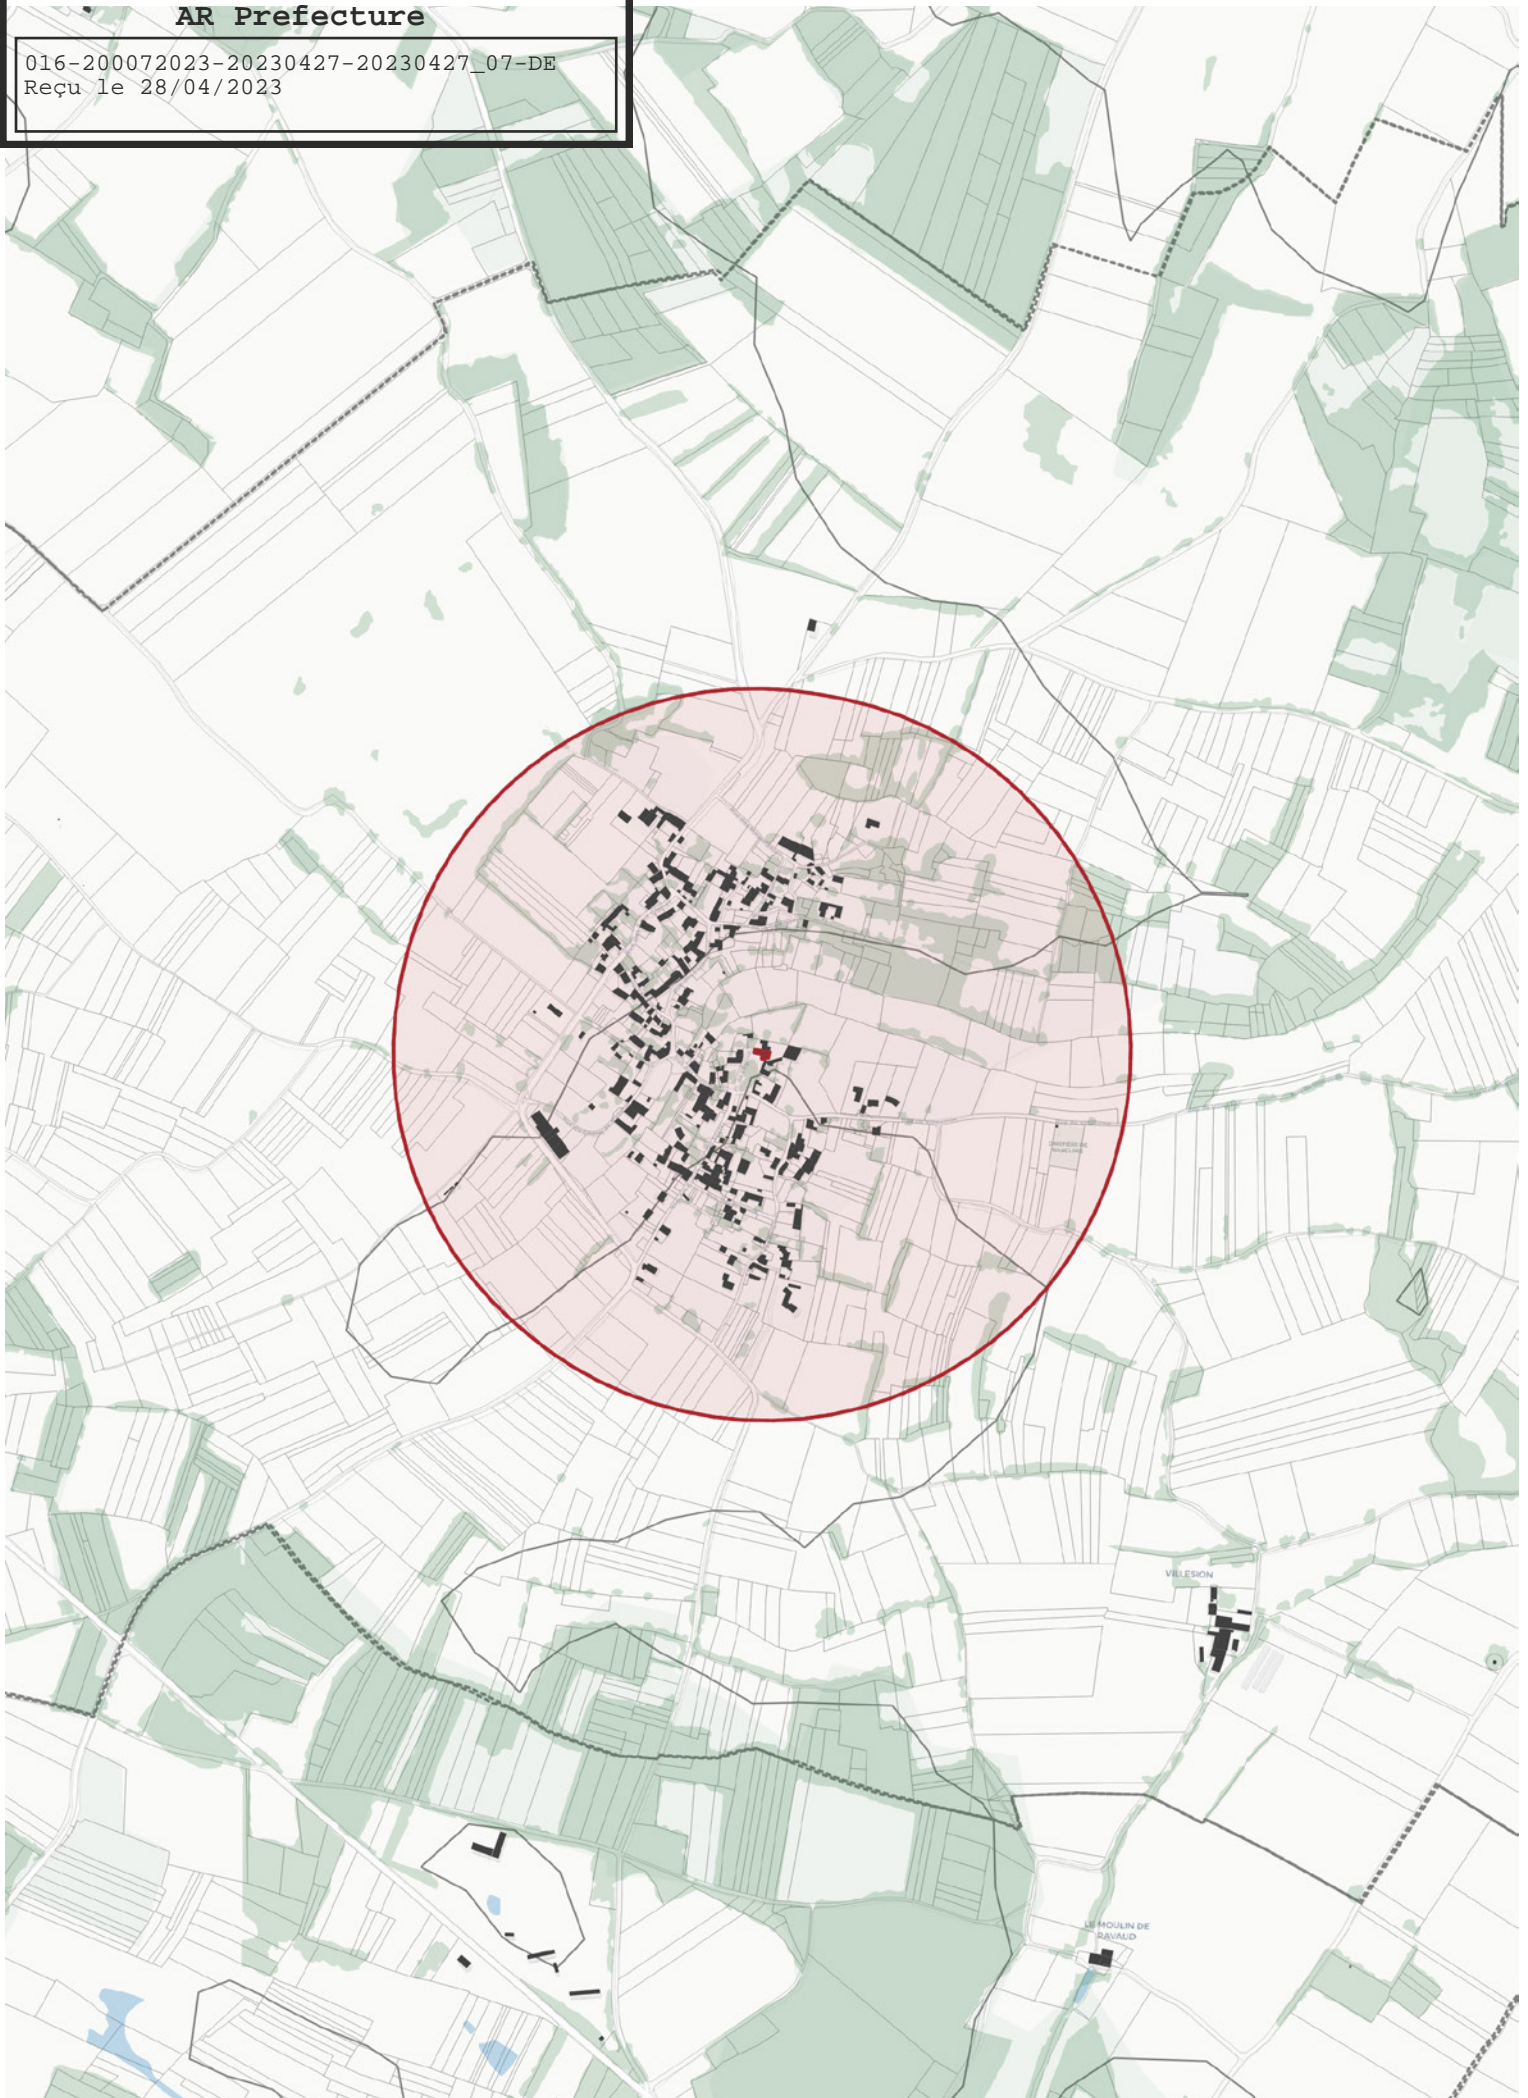 AR Prefecture
016-200072023-20230427-20230427_07-DE
Reçu le 28/04/2023
VILLESION
LE MOULIN DE
RAVAUD